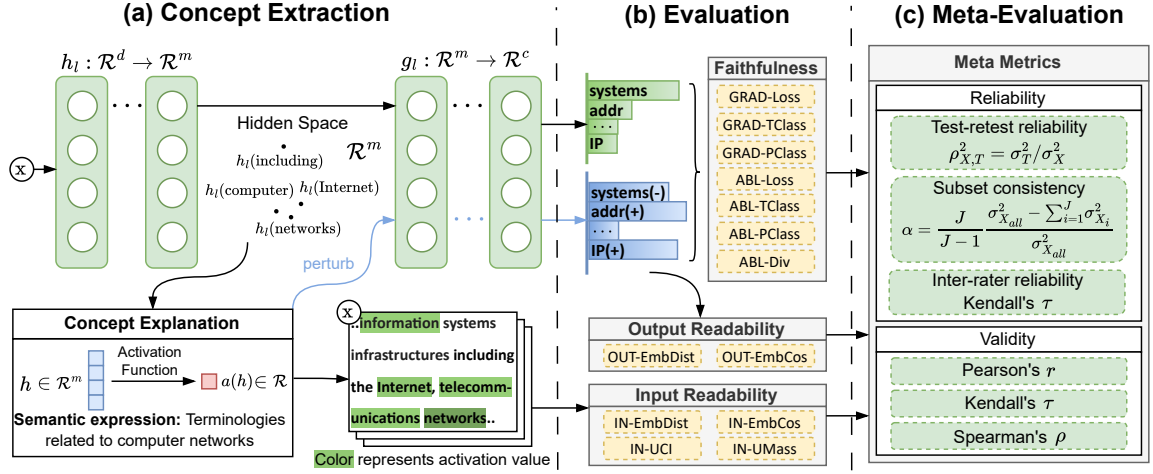 (a) Concept Extraction
h_l : R^d → R^m
g_l : R^m → R^c
...
...
Hidden Space
R^m
h_l(including)
h_l(computer)
h_l(Internet)
h_l(networks)
x
...
...
perturb
Concept Explanation
h ∈ R^m
Activation
Function
a(h) ∈ R
Semantic expression: Terminologies
related to computer networks
x
..information systems
infrastructures including
the Internet, telecomm-
unications networks..
Color represents activation value
(b) Evaluation
systems
addr
...
IP
systems(-)
addr(+)
...
IP(+)
Faithfulness
GRAD-Loss
GRAD-TClass
GRAD-PClass
ABL-Loss
ABL-TClass
ABL-PClass
ABL-Div
Output Readability
OUT-EmbDist OUT-EmbCos
Input Readability
IN-EmbDist IN-EmbCos
IN-UCI IN-UMass
(c) Meta-Evaluation
Meta Metrics
Reliability
Test-retest reliability
ρ²_{X,T} = σ²_T/σ²_X
Subset consistency
α = J/(J − 1) (σ²_{X_{all}} − ∑^J_{i=1} σ²_{X_i})/σ²_{X_{all}}
Inter-rater reliability
Kendall's τ
Validity
Pearson's r
Kendall's τ
Spearman's ρ